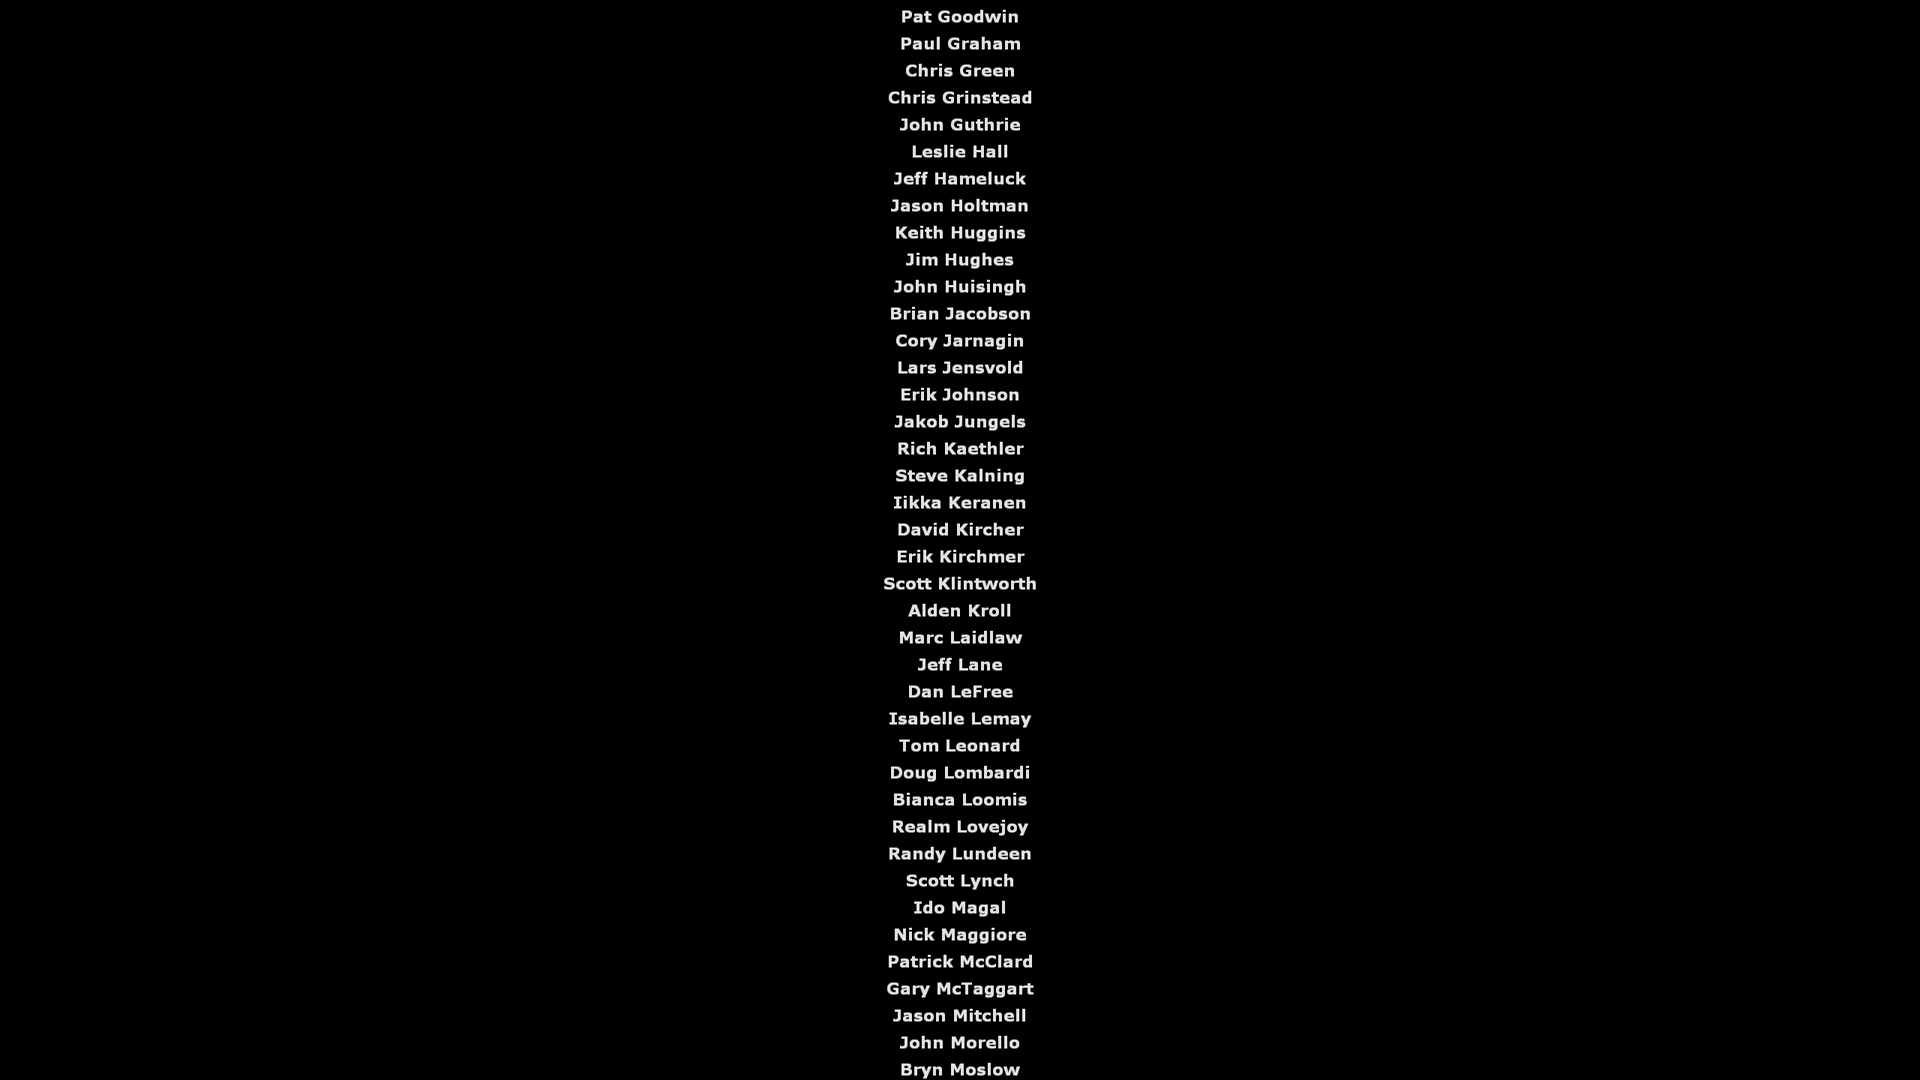 Pat Goodwin
Paul Graham
Chris Green
Chris Grinstead
John Guthrie
Leslie Hall
Jeff Hameluck
Jason Holtman
Keith Huggins
Jim Hughes
John Huisingh
Brian Jacobson
Cory Jarnagin
Lars Jensvold
Erik Johnson
Jakob Jungels
Rich Kaethler
Steve Kalning
Iikka Keranen
David Kircher
Erik Kirchmer
Scott Klintworth
Alden Kroll
Marc Laidlaw
Jeff Lane
Dan LeFree
Isabelle Lemay
Tom Leonard
Doug Lombardi
Bianca Loomis
Realm Lovejoy
Randy Lundeen
Scott Lynch
Ido Magal
Nick Maggiore
Patrick McClard
Gary McTaggart
Jason Mitchell
John Morello
Bryn Moslow